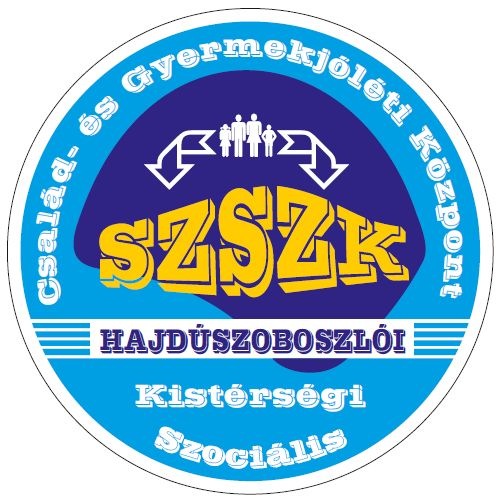 Család- és Gyermekjóléti Központ
SZSZK
HAJDÚSZOBOSZLÓI
Kistérségi
Szociális